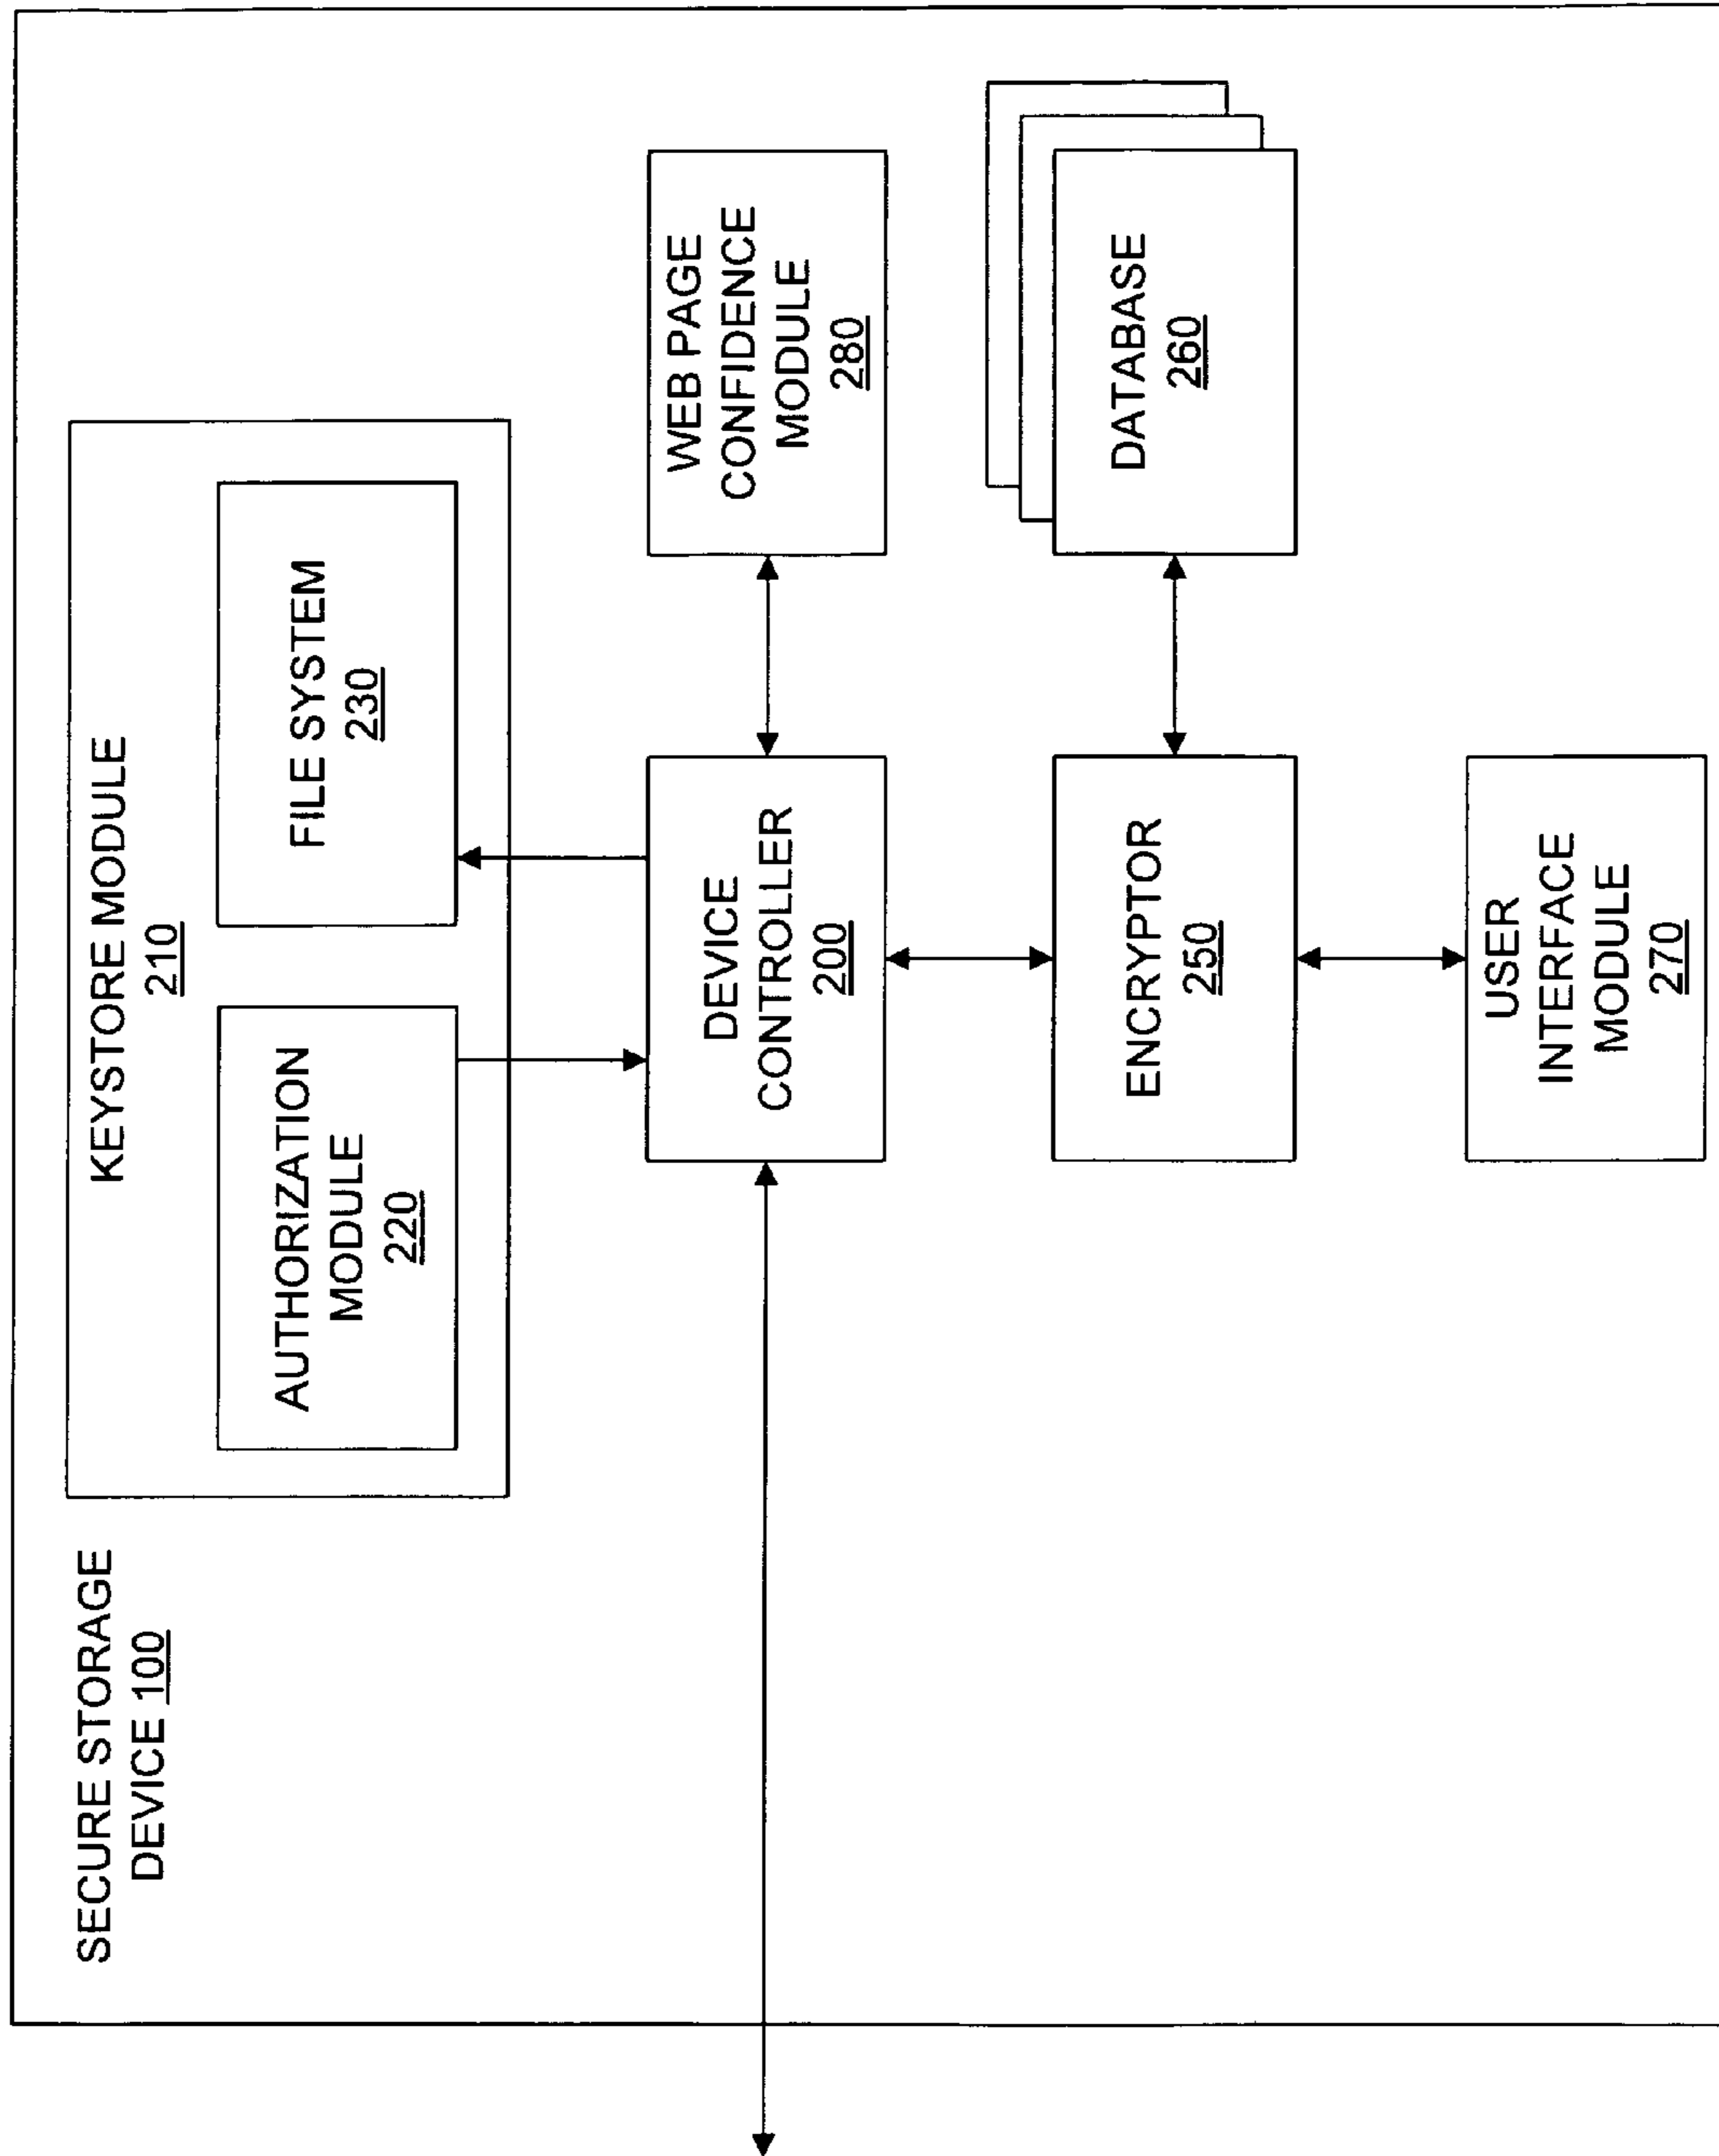 SECURE STORAGE
DEVICE 100
KEYSTORE MODULE
210
AUTHORIZATION
MODULE
220
FILE SYSTEM
230
DEVICE
CONTROLLER
200
WEB PAGE
CONFIDENCE
MODULE
280
ENCRYPTOR
250
DATABASE
260
USER
INTERFACE
MODULE
270